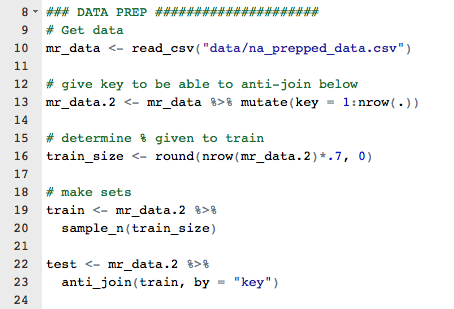 8 ### DATA PREP #####################
9 # Get data
10 mr_data <- read_csv("data/na_prepped_data.csv")
11
12 # give key to be able to anti-join below
13 mr_data.2 <- mr_data %>% mutate(key = 1:nrow(.))
14
15 # determine % given to train
16 train_size <- round(nrow(mr_data.2)*.7, 0)
17
18 # make sets
19 train <- mr_data.2 %>%
20   sample_n(train_size)
21
22 test <- mr_data.2 %>%
23   anti_join(train, by = "key")
24